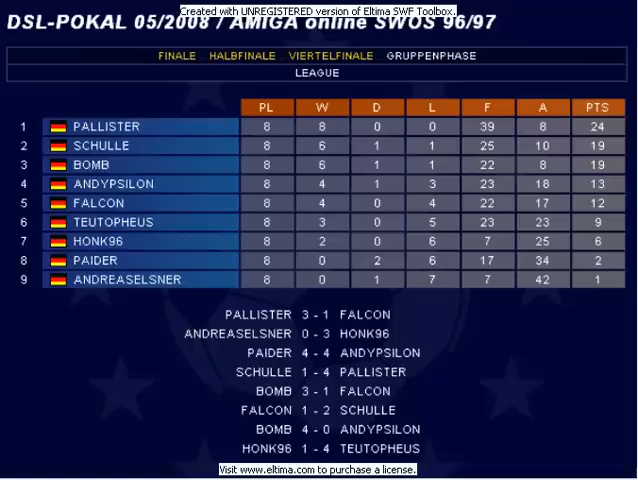 Created with UNREGISTERED version of Eltima SWF Toolbox.
DSL-POKAL 05/2008 / AMIGA online SWOS 96/97
FINALE .. HALBFINALE .. VIERTELFINALE .. GRUPPENPHASE
LEAGUE
PL W D L F A PTS
1 PALLISTER 8 8 0 0 39 8 24
2 SCHULLE 8 6 1 1 25 10 19
3 BOMB 8 6 1 1 22 8 19
4 ANDYPSILON 8 4 1 3 23 18 13
5 FALCON 8 4 0 4 22 17 12
6 TEUTOPHEUS 8 3 0 5 23 23 9
7 HONK96 8 2 0 6 7 25 6
8 PAIDER 8 0 2 6 17 34 2
9 ANDREASELSNER 8 0 1 7 7 42 1
PALLISTER 3 - 1 FALCON
ANDREASELSNER 0 - 3 HONK96
PAIDER 4 - 4 ANDYPSILON
SCHULLE 1 - 4 PALLISTER
BOMB 3 - 1 FALCON
FALCON 1 - 2 SCHULLE
BOMB 4 - 0 ANDYPSILON
HONK96 1 - 4 TEUTOPHEUS
Visit www.eltima.com to purchase a license.